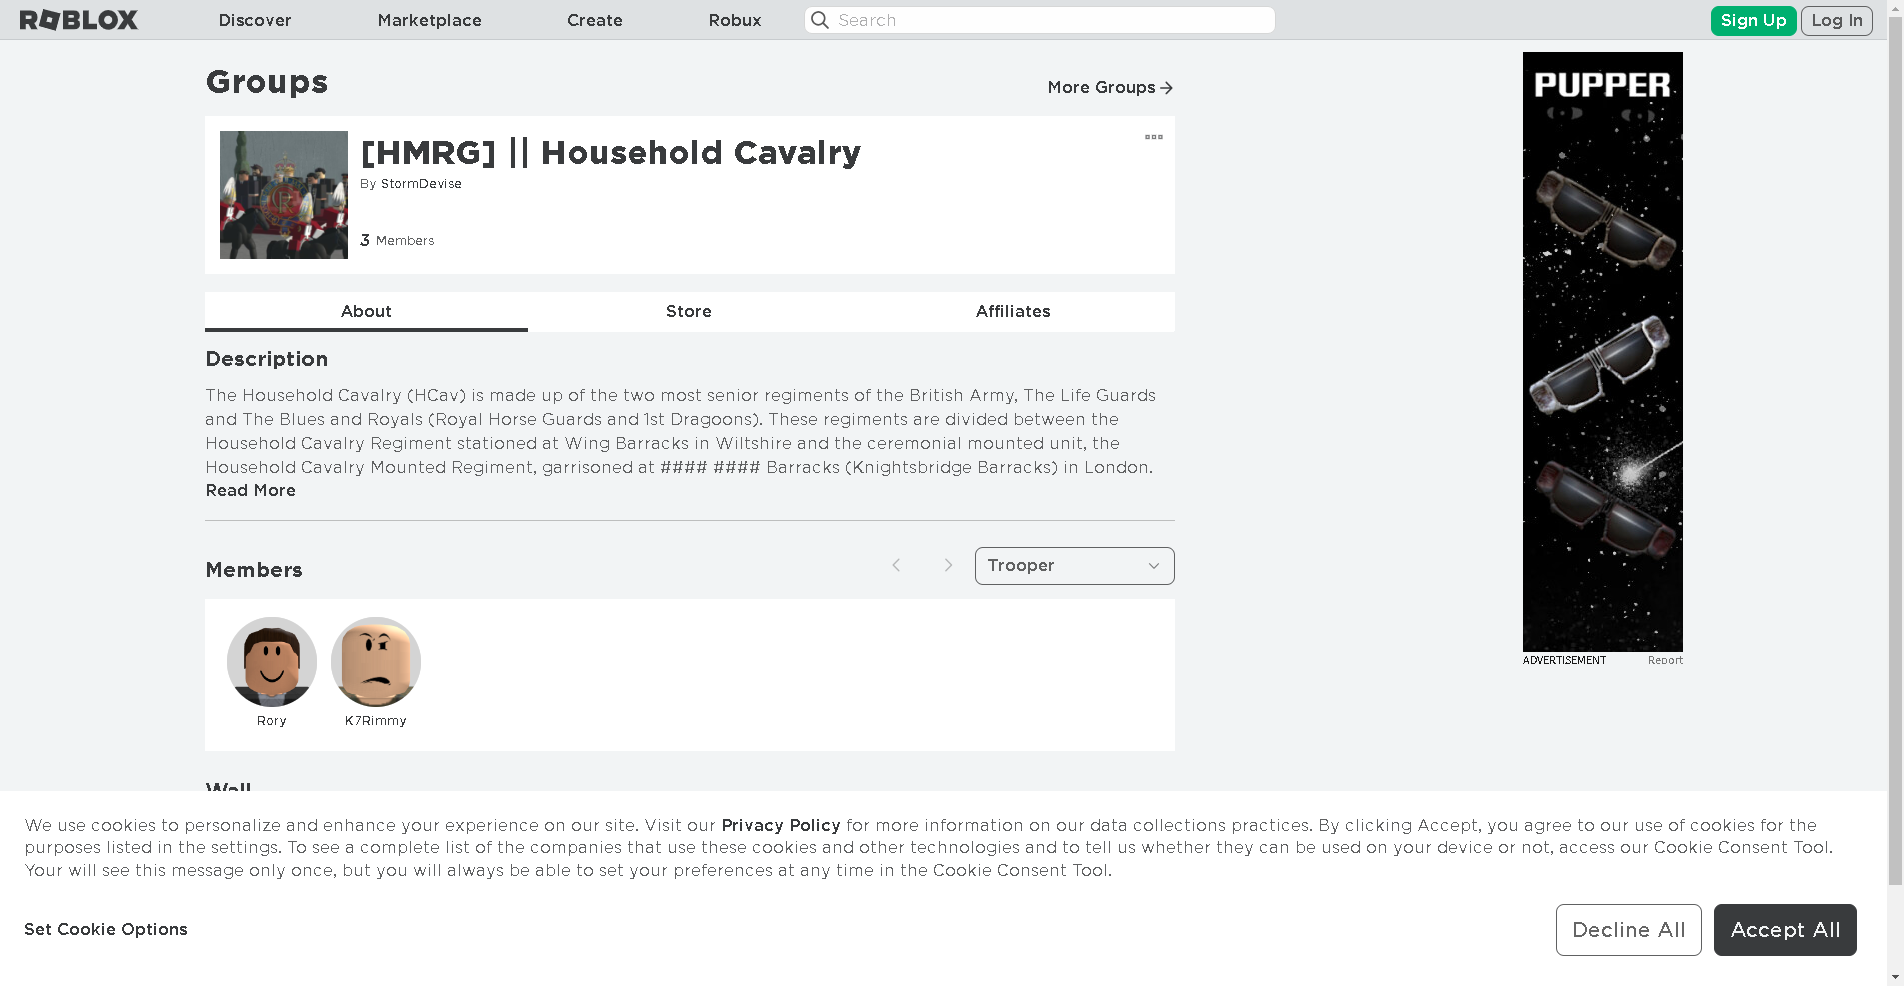 ROBLOX
Discover
Marketplace
Create
Robux
Search
Sign Up
Log In
Groups
More Groups
[HMRG] || Household Cavalry
By StormDevise
3 Members
About
Store
Affiliates
Description
The Household Cavalry (HCav) is made up of the two most senior regiments of the British Army, The Life Guards
and The Blues and Royals (Royal Horse Guards and 1st Dragoons). These regiments are divided between the
Household Cavalry Regiment stationed at Wing Barracks in Wiltshire and the ceremonial mounted unit, the
Household Cavalry Mounted Regiment, garrisoned at #### #### Barracks (Knightsbridge Barracks) in London.
Read More
Members
Trooper
Rory
K7Rimmy
Wall
PUPPER
ADVERTISEMENT
Report
We use cookies to personalize and enhance your experience on our site. Visit our Privacy Policy for more information on our data collections practices. By clicking Accept, you agree to our use of cookies for the
purposes listed in the settings. To see a complete list of the companies that use these cookies and other technologies and to tell us whether they can be used on your device or not, access our Cookie Consent Tool.
Your will see this message only once, but you will always be able to set your preferences at any time in the Cookie Consent Tool.
Set Cookie Options
Decline All
Accept All